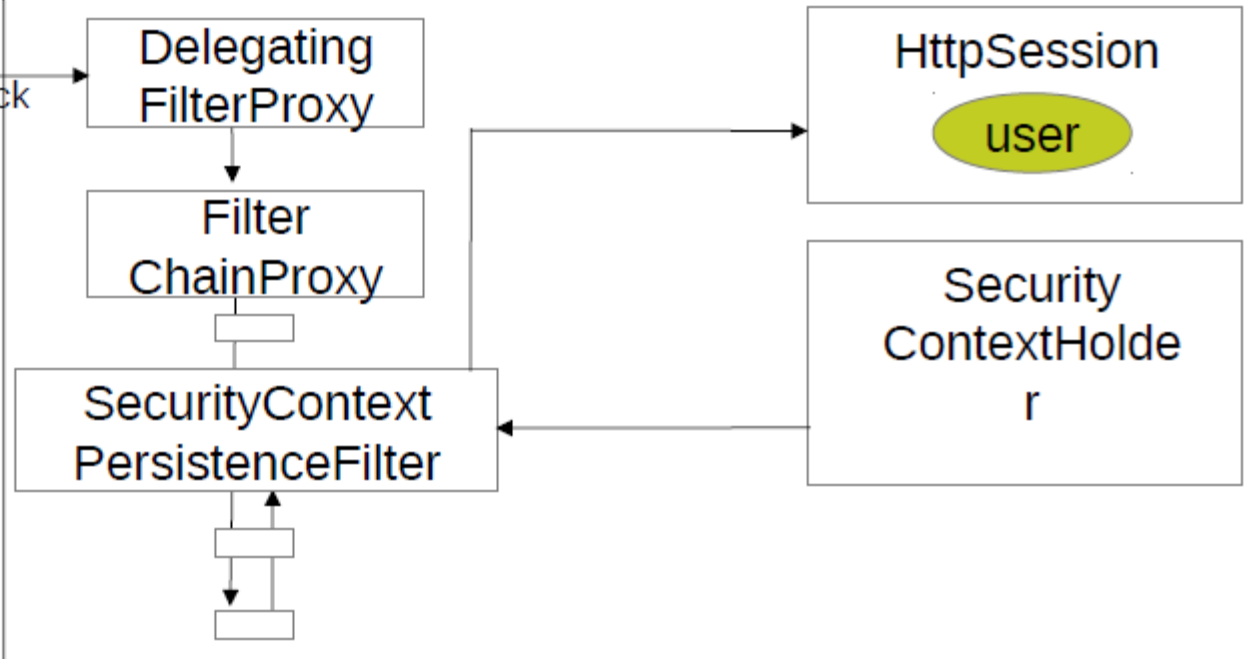 Delegating
FilterProxy
ck
Filter
ChainProxy
SecurityContext
PersistenceFilter
HttpSession
user
Security
ContextHolde
r